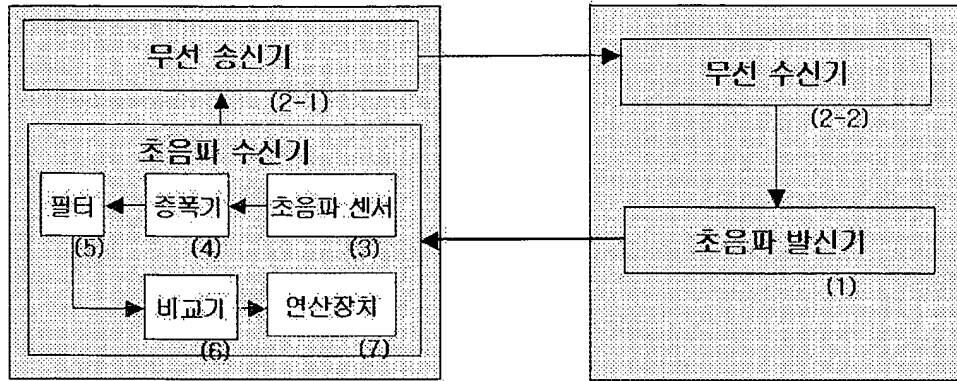 무선 송신기
(2-1)
초음파 수신기
필터
(5)
증폭기
(4)
초음파 센서
(3)
비교기
(6)
연산장치
(7)
무선 수신기
(2-2)
초음파 발신기
(1)